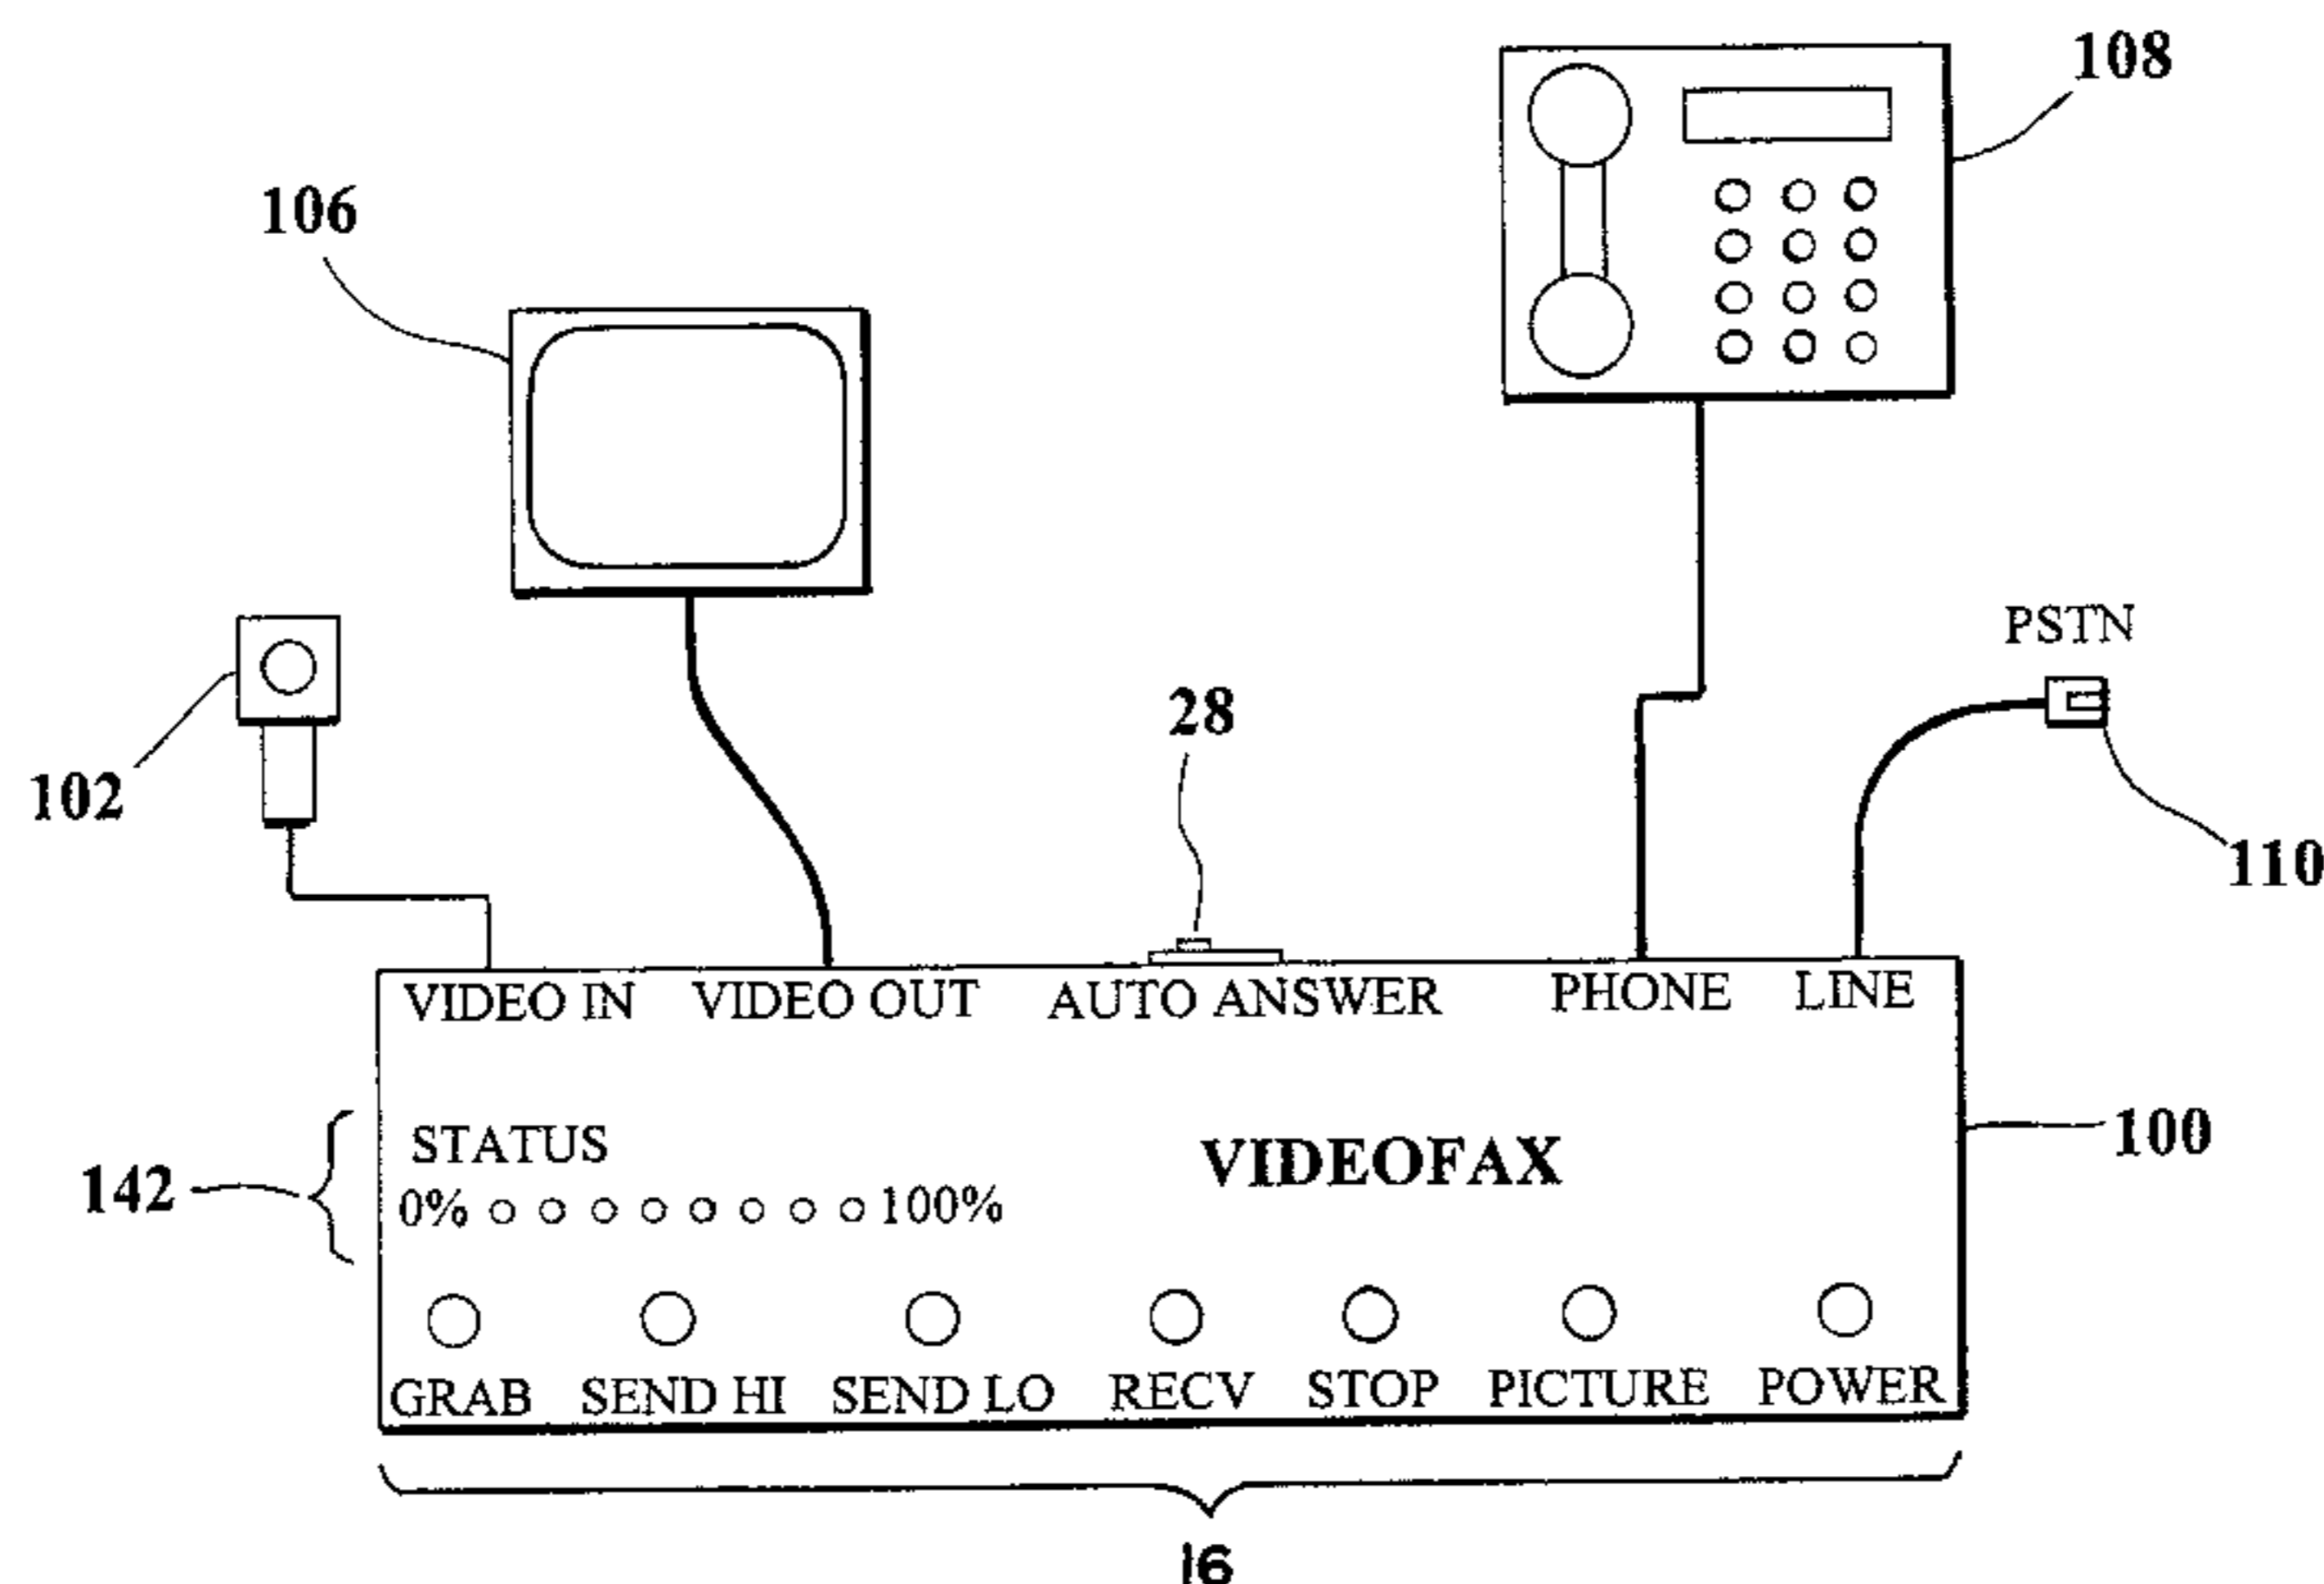 108
106
PSTN
28
102
110
VIDEO IN VIDEO OUT AUTO ANSWER PHONE LINE
STATUS
VIDEOFAX
100
142
0% 100%
GRAB SEND HI SEND LO RECV STOP PICTURE POWER
16